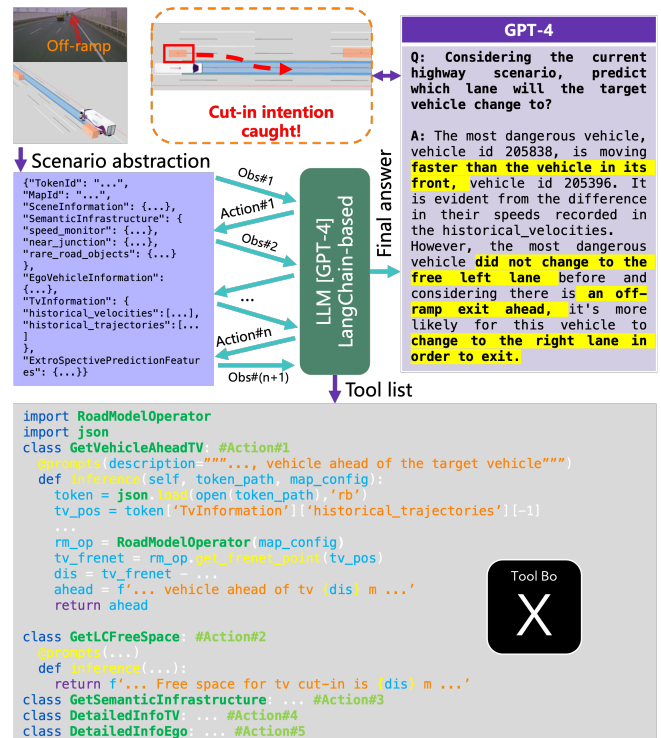 Off-ramp
Cut-in intention
caught!
GPT-4
Q: Considering the current
highway scenario, predict
which lane will the target
vehicle change to?
A: The most dangerous vehicle,
vehicle id 205838, is moving
faster than the vehicle in its
front, vehicle id 205396. It
is evident from the difference
in their speeds recorded in
the historical_velocities.
However, the most dangerous
vehicle did not change to the
free left lane before and
considering there is an off-
ramp exit ahead, it's more
likely for this vehicle to
change to the right lane in
order to exit.
Scenario abstraction
{"TokenId": "...",
"MapId": "...",
"SceneInformation": {...},
"SemanticInfrastructure": {
"speed_monitor": {...},
"near_junction": {...},
"rare_road_objects": {...}
},
"EgoVehicleInformation":
{...},
"TvInformation": {
"historical_velocities":[...],
"historical_trajectories":[...
]
},
"ExtroSpectivePredictionFeatur
es": {...}}
Obs#1
Action#1
Obs#2
...
Action#n
Obs#(n+1)
LLM [GPT-4]
LangChain-based
Final answer
Tool list
import RoadModelOperator
import json
class GetVehicleAheadTV: #Action#1
@prompts(description="""..., vehicle ahead of the target vehicle""")
def inference(self, token_path, map_config):
token = json.load(open(token_path),'rb')
tv_pos = token['TvInformation']['historical_trajectories'][-1]
...
rm_op = RoadModelOperator(map_config)
tv_frenet = rm_op.get_frenet_point(tv_pos)
dis = tv_frenet - ...
ahead = f'... vehicle ahead of tv {dis} m ...'
return ahead
class GetLCFreeSpace: #Action#2
@prompts(...)
def inference(...):
return f'... Free space for tv cut-in is {dis} m ...'
class GetSemanticInfrastructure: ... #Action#3
class DetailedInfoTV: ... #Action#4
class DetailedInfoEgo: ... #Action#5
Tool Bo
X